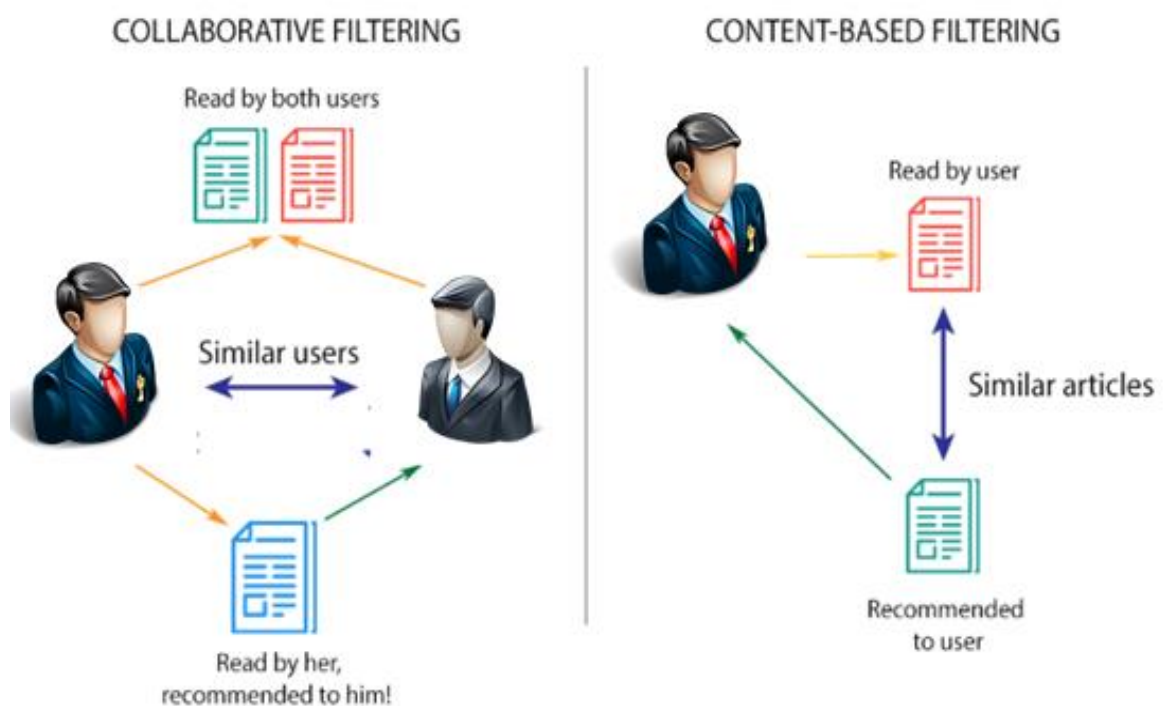 COLLABORATIVE FILTERING
Read by both users
Similar users
Read by her,
recommended to him!
CONTENT-BASED FILTERING
Read by user
Similar articles
Recommended
to user